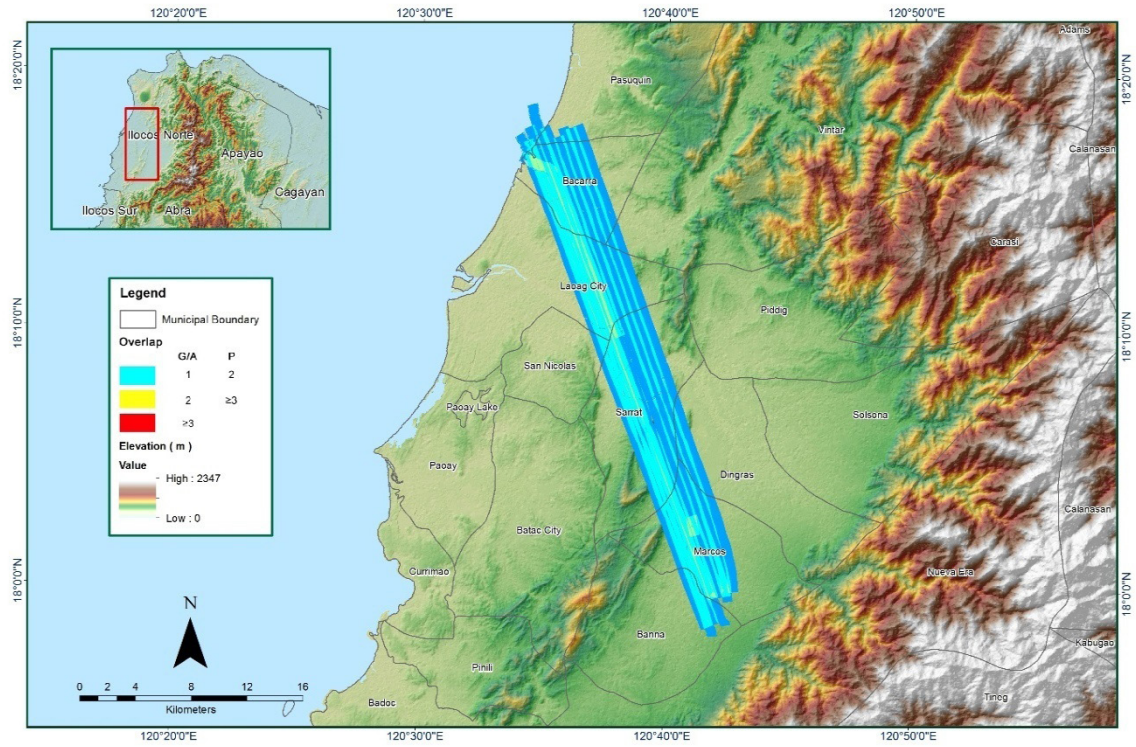 120°20'0"E 120°30'0"E 120°40'0"E 120°50'0"E
18°20'0"N
18°20'0"N
18°10'0"N
18°10'0"N
18°0'0"N
18°0'0"N
Ilocos Norte
Apayao
Cagayan
Ilocos Sur
Abra
Legend
Municipal Boundary
Overlap
G/A P
1 2
2 ≥3
≥3
Elevation ( m )
Value
High : 2347
Low : 0
Adams
Pasuquin
Vintar
Calanasan
Bacarra
Carasi
Laoag City
Piddig
San Nicolas
Paoay Lake
Sarrat
Solsona
Paoay
Dingras
Batac City
Calanasan
Marcos
Currimao
Nueva Era
Banna
Kabugao
Pinili
Tineg
Badoc
N
0 2 4 8 12 16
Kilometers
120°20'0"E 120°30'0"E 120°40'0"E 120°50'0"E